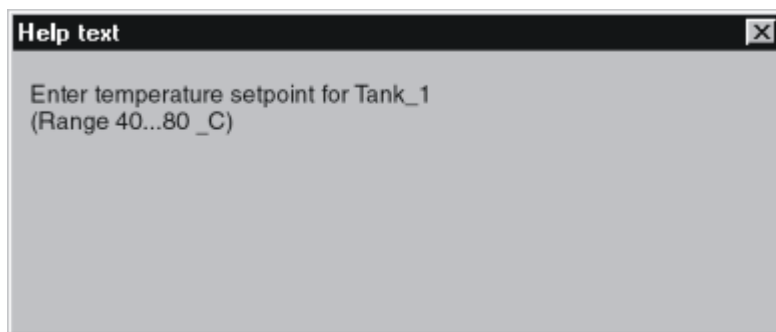 Help text
Enter temperature setpoint for Tank_1
(Range 40...80 _C)